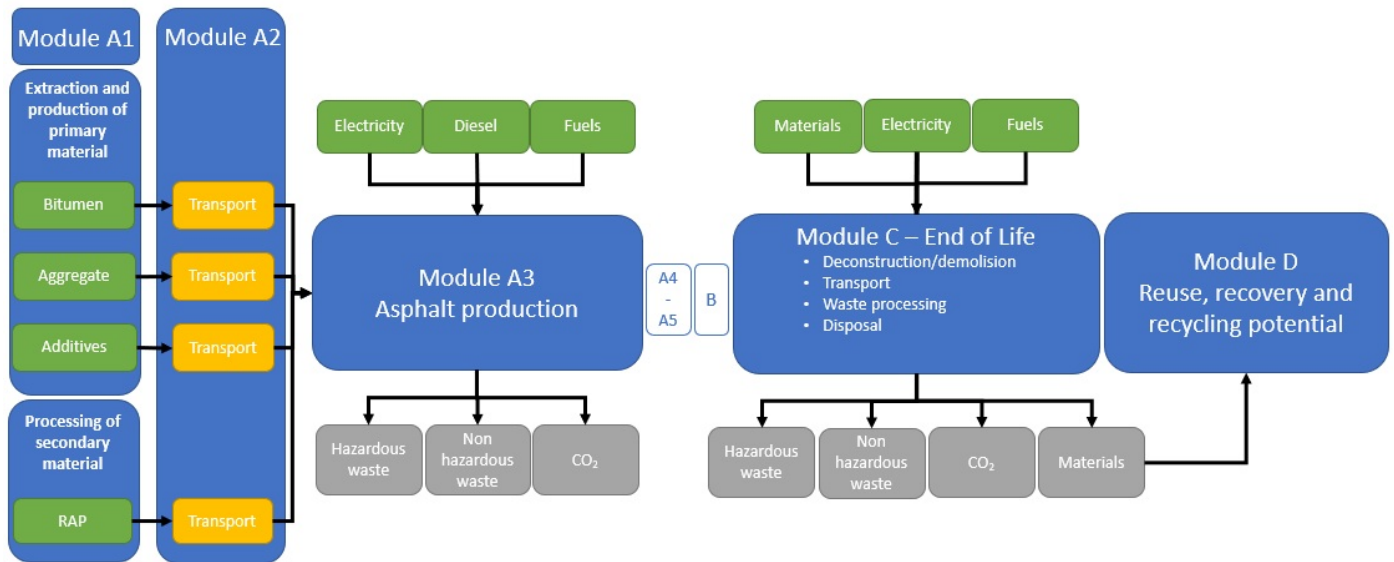 Module A1
Extraction and
production of
primary
material
Bitumen
Aggregate
Additives
Processing of
secondary
material
RAP
Module A2
Transport
Transport
Transport
Transport
Electricity
Diesel
Fuels
Module A3
Asphalt production
Hazardous
waste
Non
hazardous
waste
CO₂
A4
-
A5
B
Materials
Electricity
Fuels
Module C – End of Life
• Deconstruction/demolision
• Transport
• Waste processing
• Disposal
Hazardous
waste
Non
hazardous
waste
CO₂
Materials
Module D
Reuse, recovery and
recycling potential